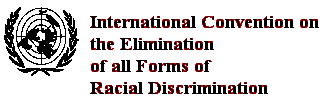 International Convention on
the Elimination
of all Forms of
Racial Discrimination